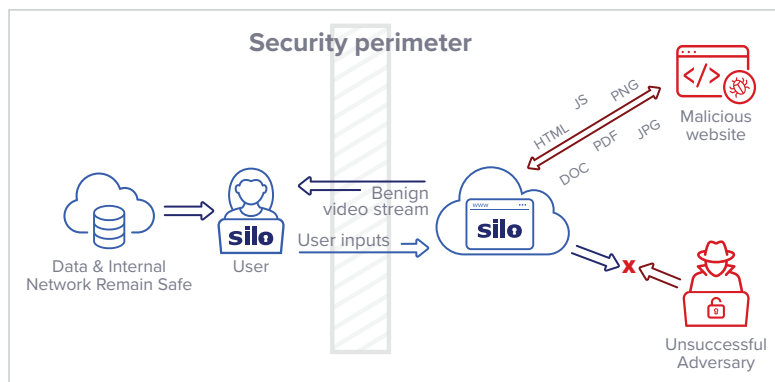 Security perimeter
HTML
JS
PNG
DOC
PDF
JPG
Malicious
website
Benign
video stream
www
silo
silo
User inputs
Data & Internal
Network Remain Safe
User
x
Unsuccessful
Adversary